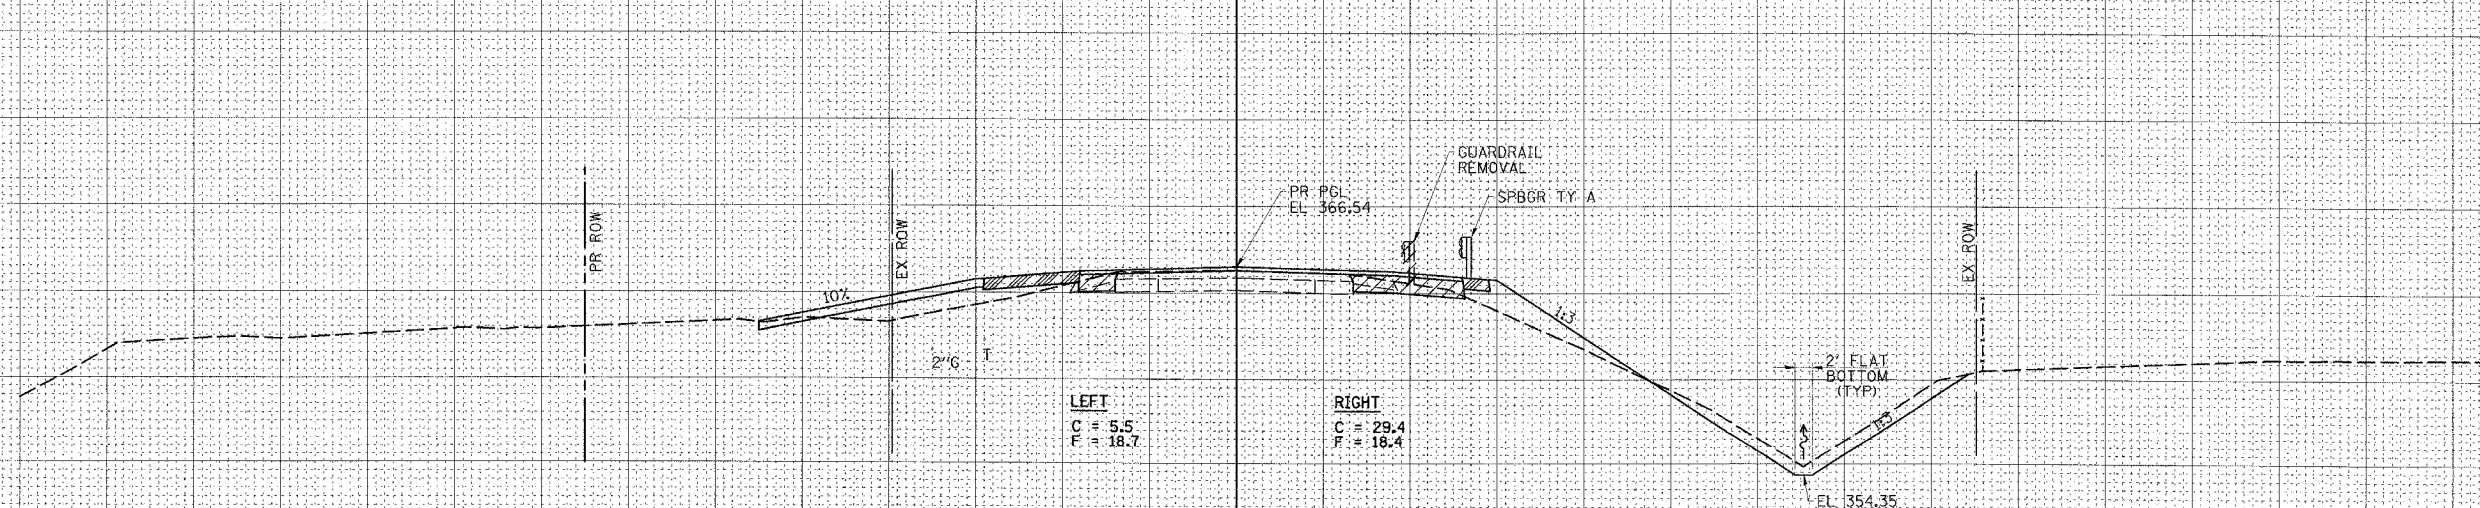 GUARDRAIL
REMOVAL
PR PGL
EL 366.54
SPBGR TY A
PR ROW
EX ROW
EX ROW
10%
1:3
2"G
T
2' FLAT
BOTTOM
(TYP)
1:3
LEFT
C = 5.5
F = 18.7
RIGHT
C = 29.4
F = 18.4
EL 354.35